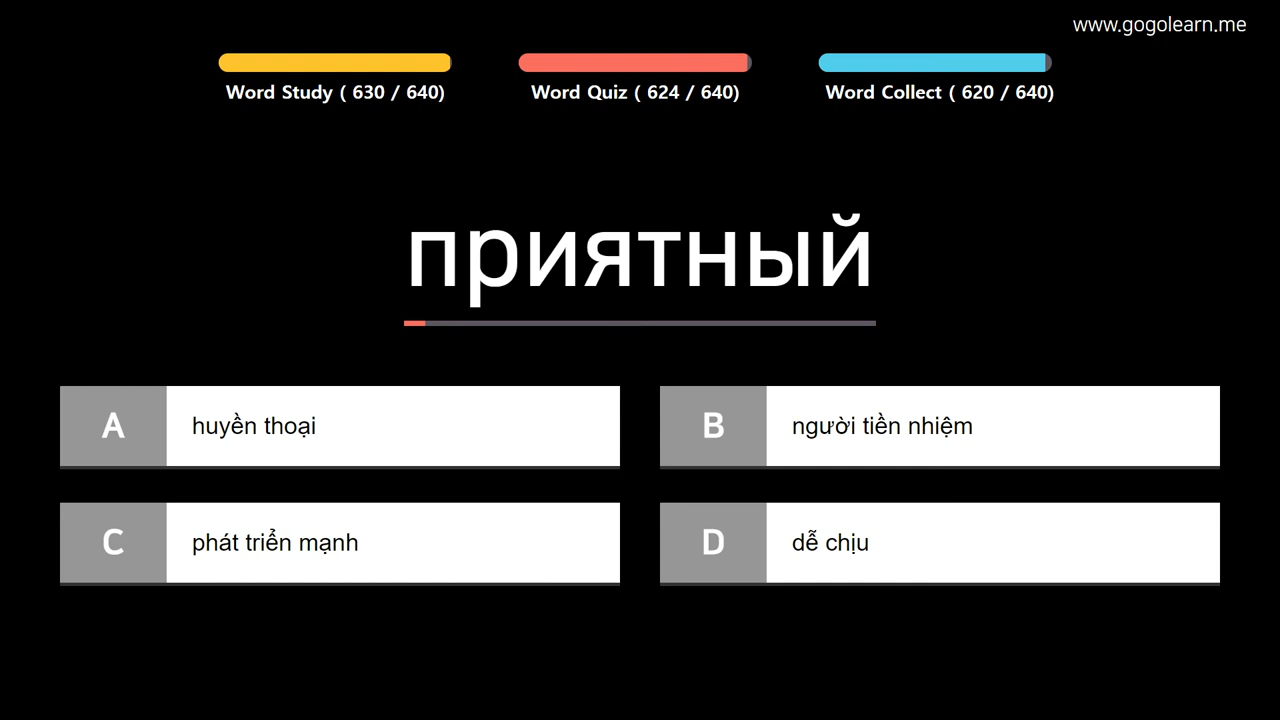 www.gogolearn.me
Word Study ( 630 / 640)
Word Quiz ( 624 / 640)
Word Collect ( 620 / 640)
приятный
A huyền thoại
B người tiền nhiệm
C phát triển mạnh
D dễ chịu